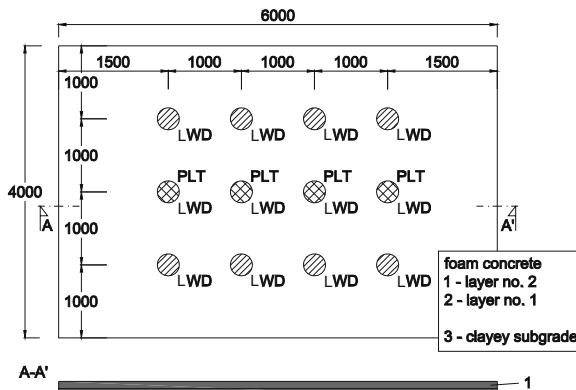 6000
1500 1000 1000 1000 1500
1000
LWD LWD LWD LWD
1000
PLT PLT PLT PLT
4000
LWD LWD LWD LWD
A A'
1000
foam concrete
1 - layer no. 2
2 - layer no. 1
LWD LWD LWD LWD
1000
3 - clayey subgrade
A-A'
1